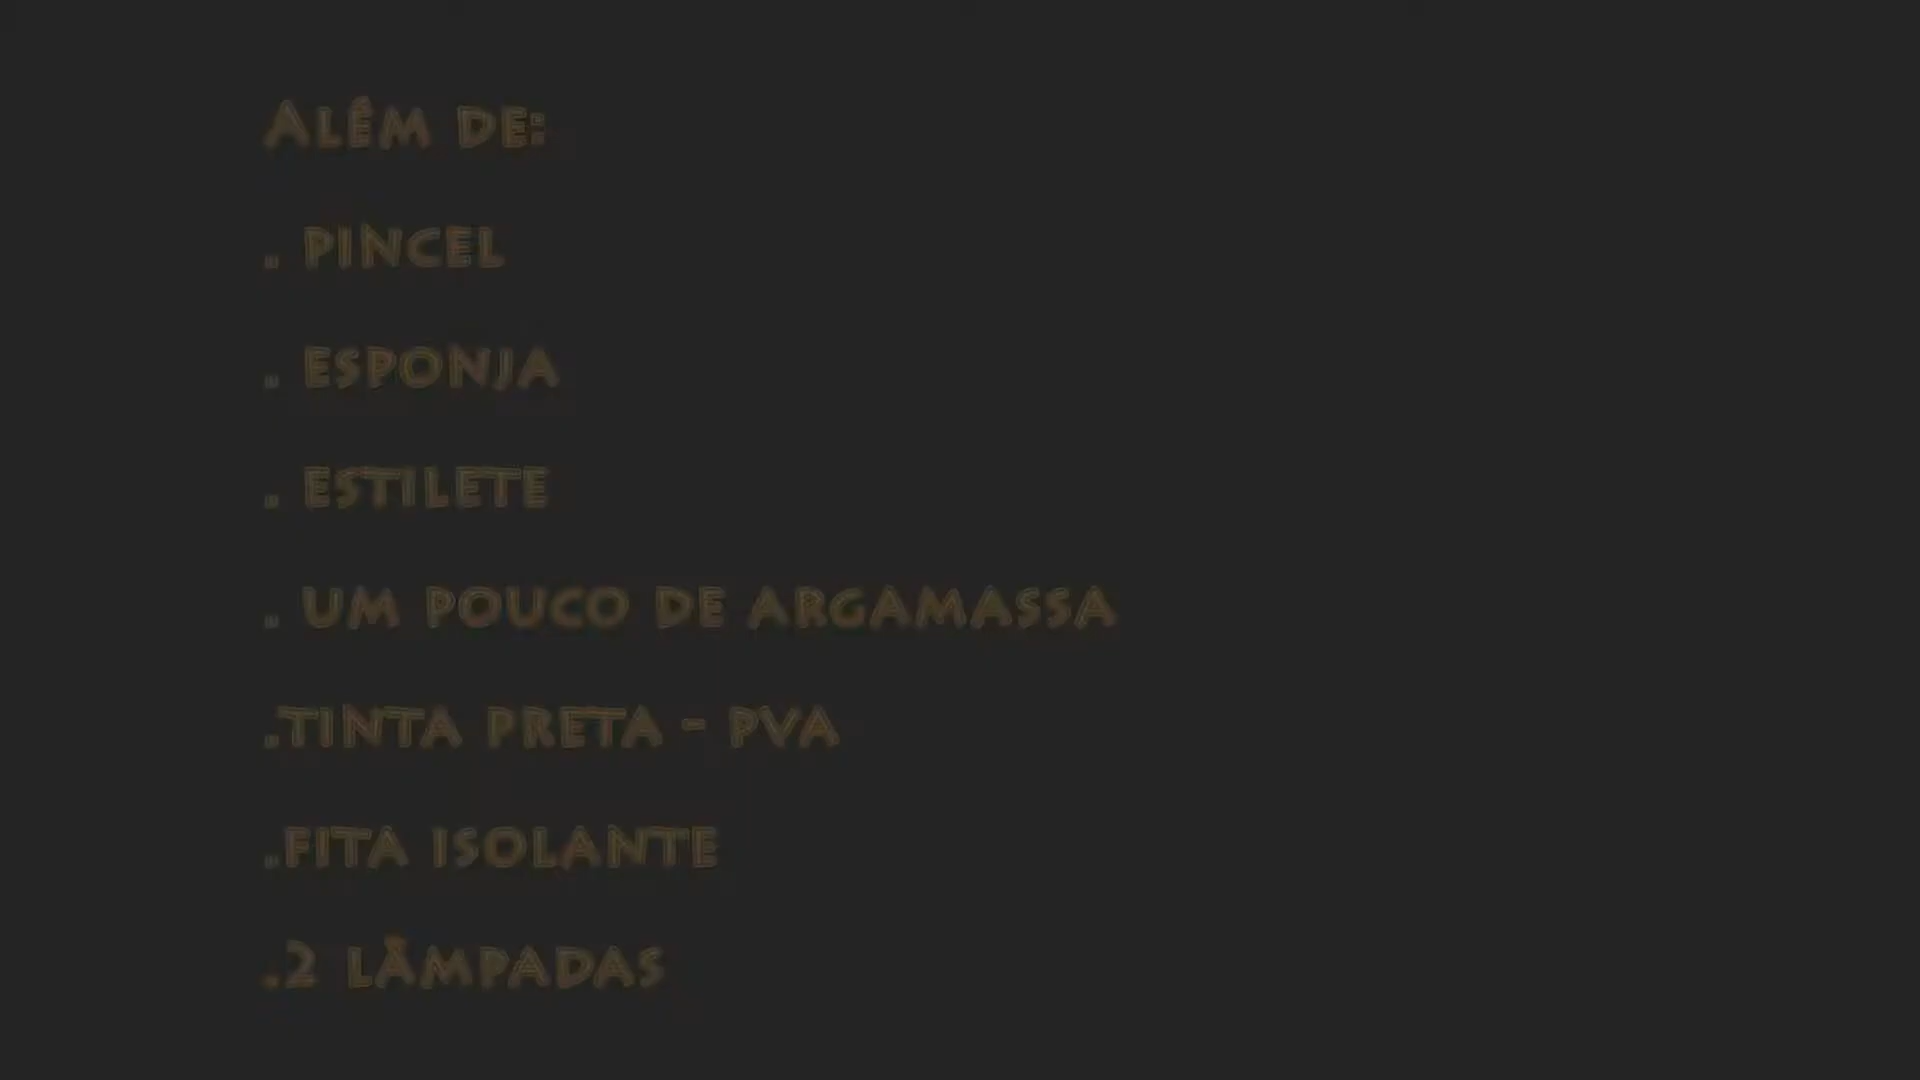 ALÉM DE:
. PINCEL
. ESPONJA
. ESTILETE
. UM POUCO DE ARGAMASSA
.TINTA PRETA - PVA
.FITA ISOLANTE
.2 LÂMPADAS